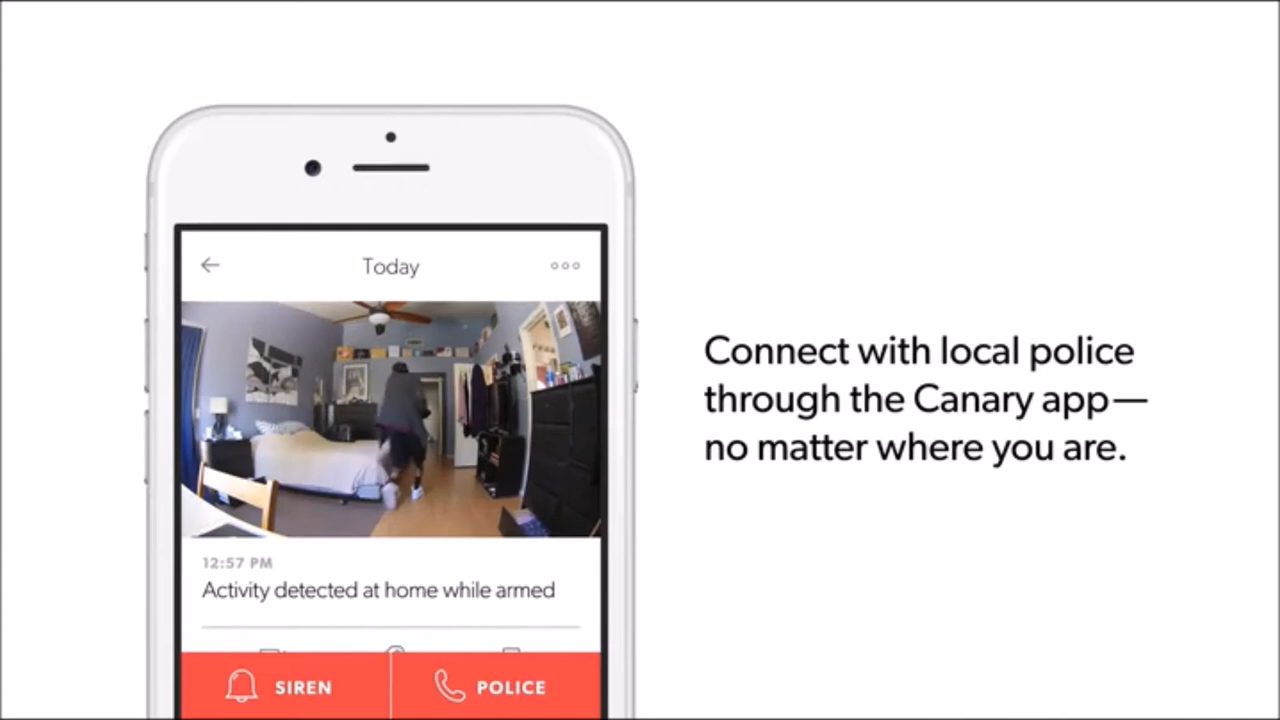 Today
12:57 PM
Activity detected at home while armed
SIREN
POLICE
Connect with local police
through the Canary app—
no matter where you are.